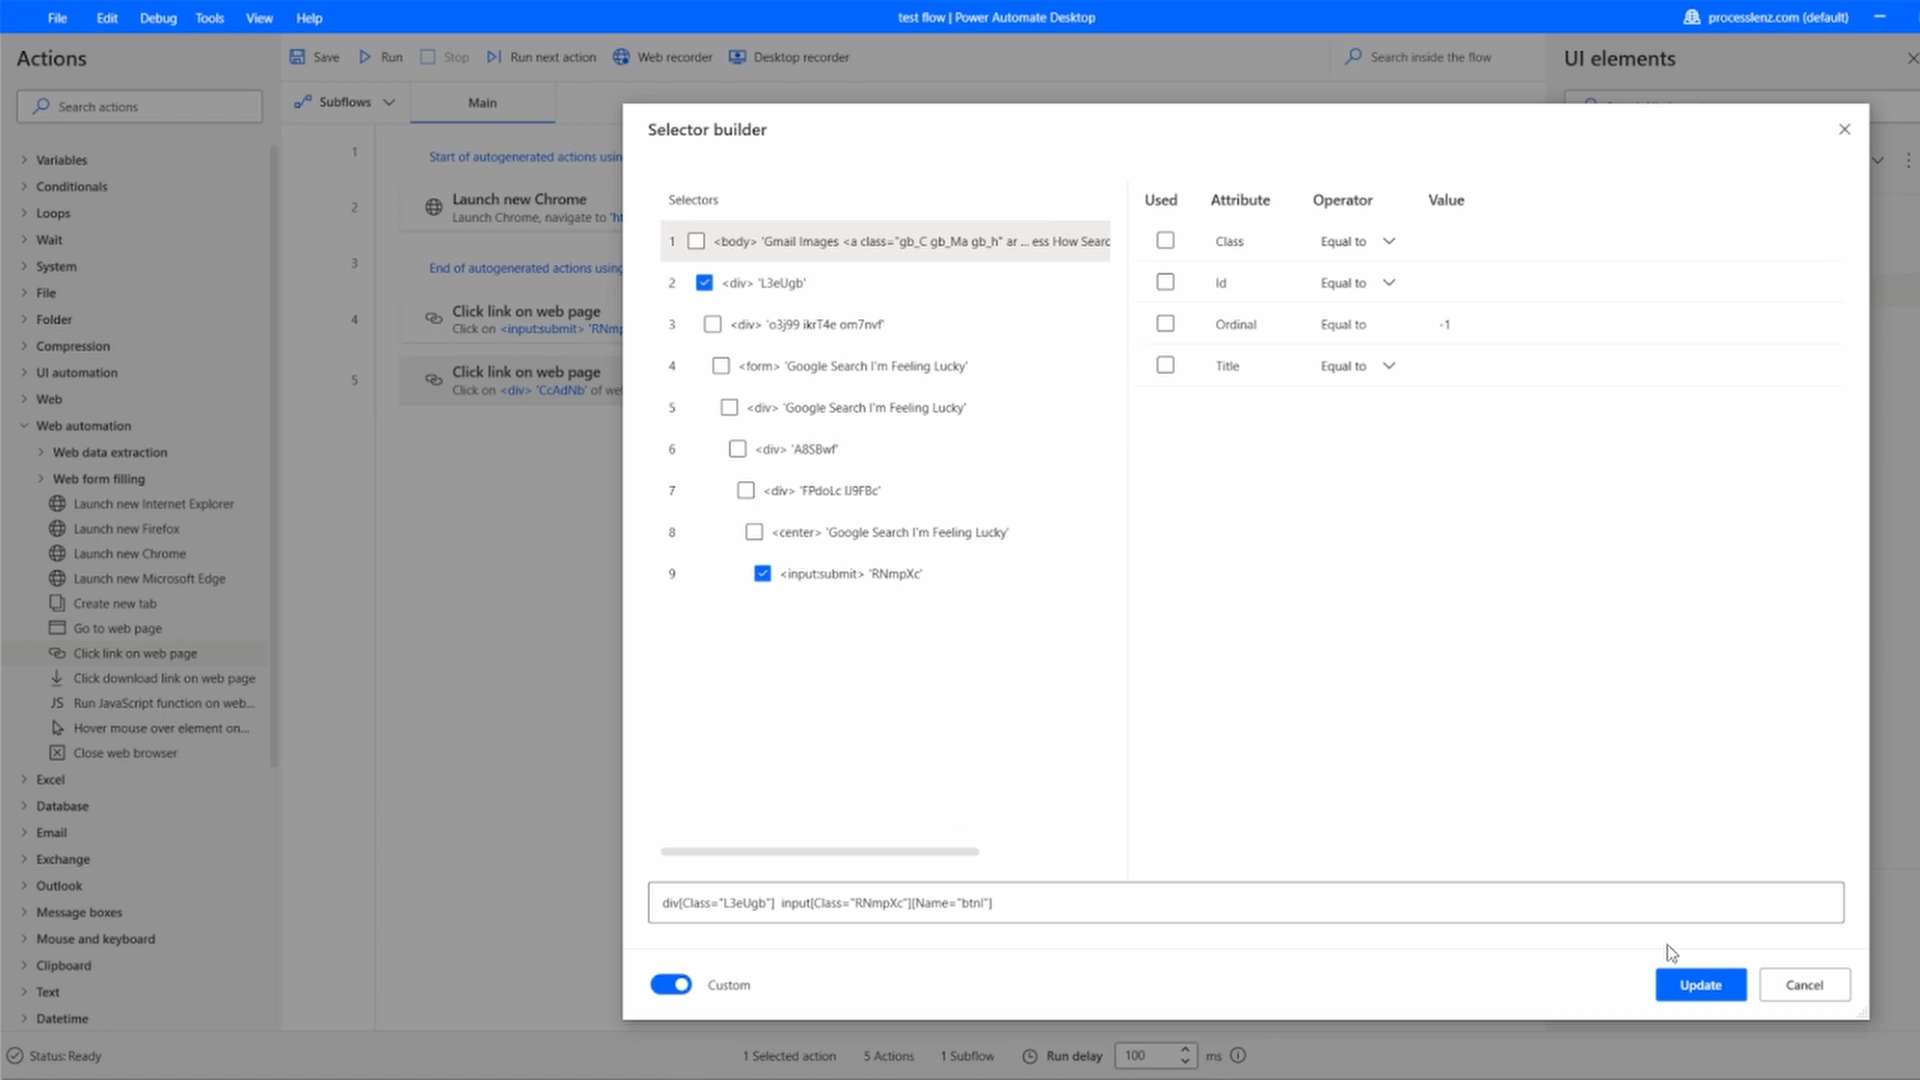 File Edit Debug Tools View Help
test flow | Power Automate Desktop
processlenz.com (default)
Actions
Search actions
Variables
Conditionals
Loops
Wait
System
File
Folder
Compression
UI automation
Web
Web automation
Web data extraction
Web form filling
Launch new Internet Explorer
Launch new Firefox
Launch new Chrome
Launch new Microsoft Edge
Create new tab
Go to web page
Click link on web page
Click download link on web page
JS Run JavaScript function on web...
Hover mouse over element on...
Close web browser
Excel
Database
Email
Exchange
Outlook
Message boxes
Mouse and keyboard
Clipboard
Text
Datetime
Save Run Stop Run next action Web recorder Desktop recorder
Search inside the flow
Subflows Main
1 Start of autogenerated actions usin
2 Launch new Chrome
Launch Chrome, navigate to 'ht
3 End of autogenerated actions using
4 Click link on web page
Click on <input:submit> 'RNmp
5 Click link on web page
Click on <div> 'CcAdNb' of we
UI elements
Selector builder
Selectors
1 <body> 'Gmail Images <a class="gb_C gb_Ma gb_h" ar ... ess How Searc
2 <div> 'L3eUgb'
3 <div> 'o3j99 ikrT4e om7nvf'
4 <form> 'Google Search I'm Feeling Lucky'
5 <div> 'Google Search I'm Feeling Lucky'
6 <div> 'A8SBwf'
7 <div> 'FPdoLc lJ9FBc'
8 <center> 'Google Search I'm Feeling Lucky'
9 <input:submit> 'RNmpXc'
Used Attribute Operator Value
Class Equal to
Id Equal to
Ordinal Equal to -1
Title Equal to
div[Class="L3eUgb"] input[Class="RNmpXc"][Name="btnI"]
Custom
Update Cancel
Status: Ready
1 Selected action 5 Actions 1 Subflow Run delay 100 ms